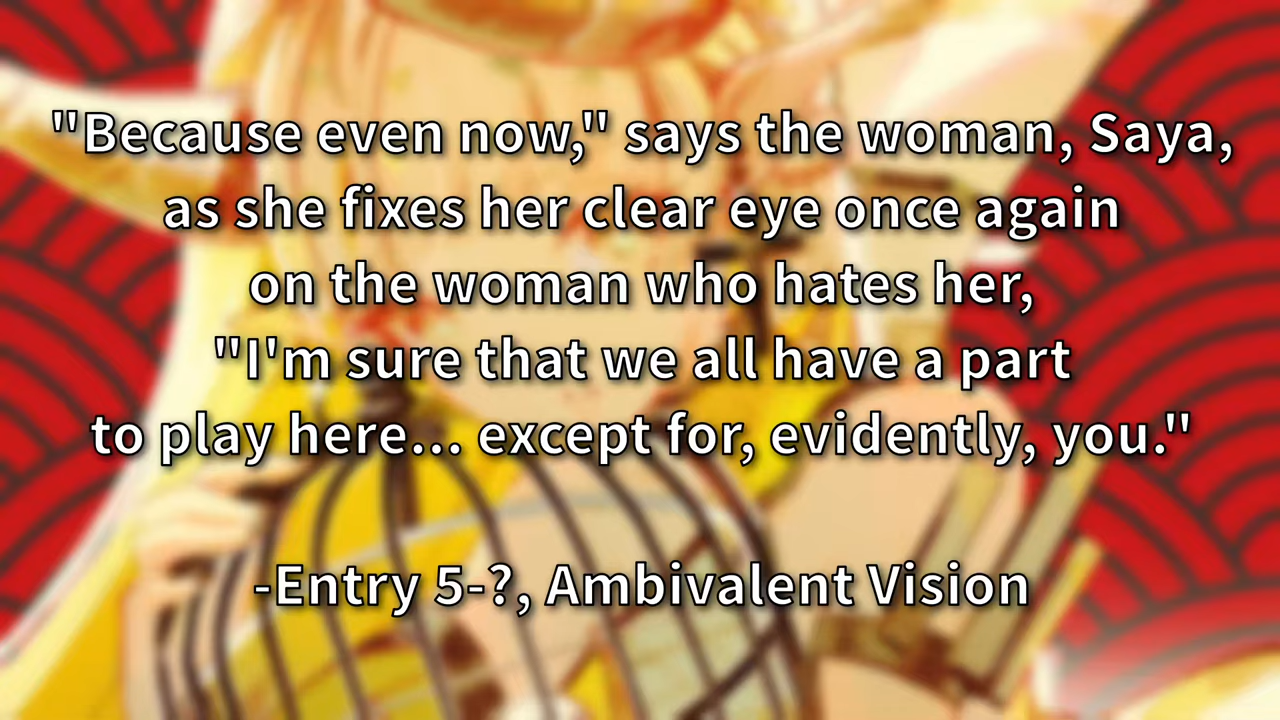 "Because even now," says the woman, Saya,
as she fixes her clear eye once again
on the woman who hates her,
"I'm sure that we all have a part
to play here... except for, evidently, you."
-Entry 5-?, Ambivalent Vision